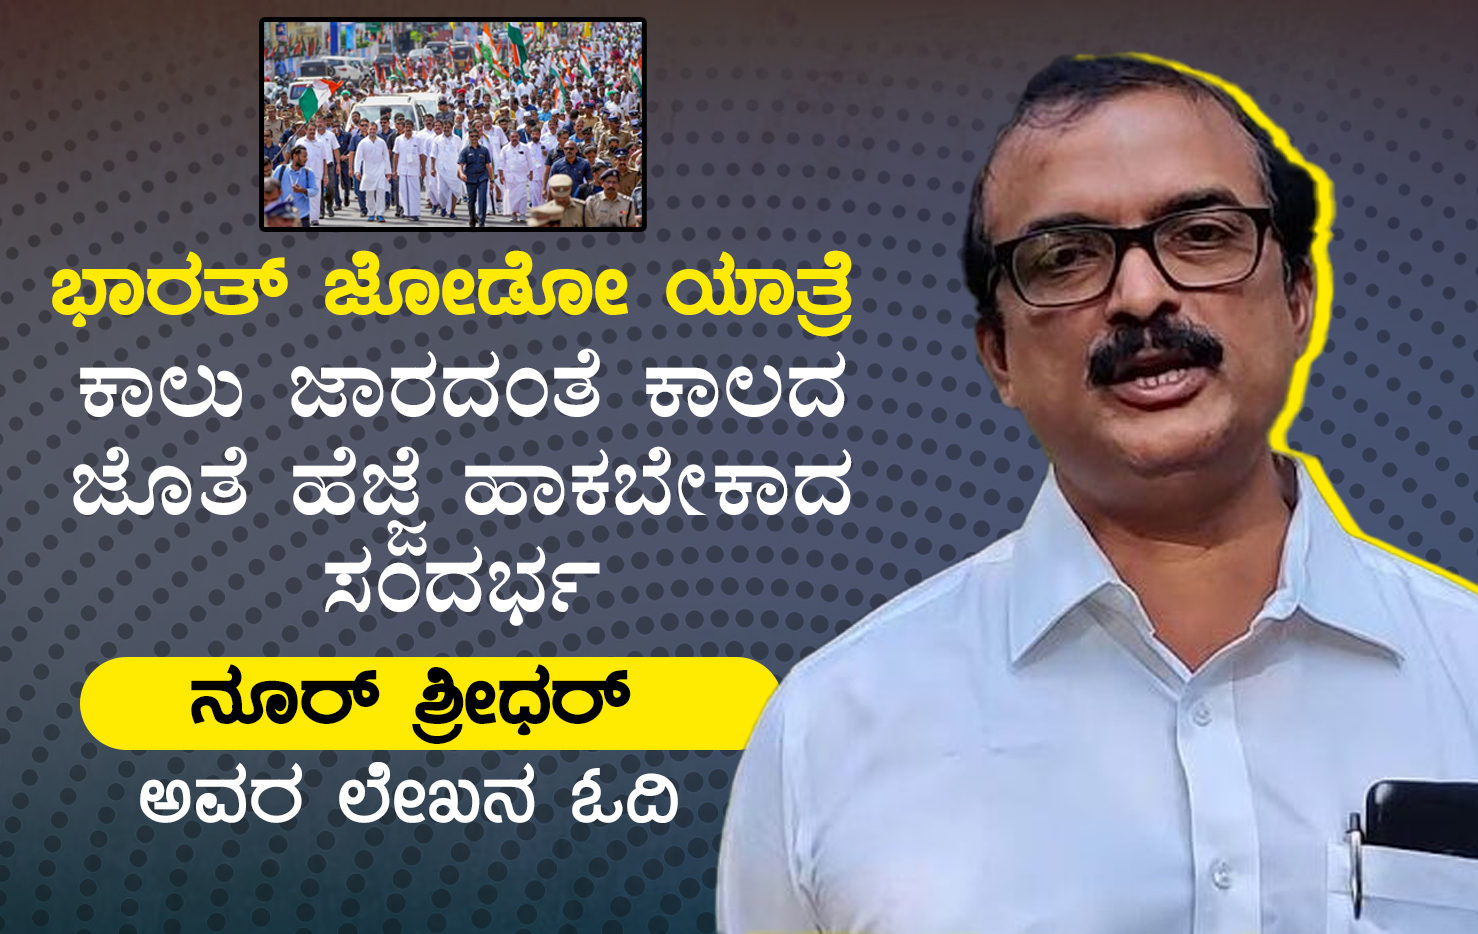 ಭಾರತ್ ಜೋಡೋ ಯಾತ್ರೆ
ಕಾಲು ಜಾರದಂತೆ ಕಾಲದ
ಜೊತೆ ಹೆಜ್ಜೆ ಹಾಕಬೇಕಾದ
ಸಂದರ್ಭ
ನೂರ್ ಶ್ರೀಧರ್
ಅವರ ಲೇಖನ ಓದಿ